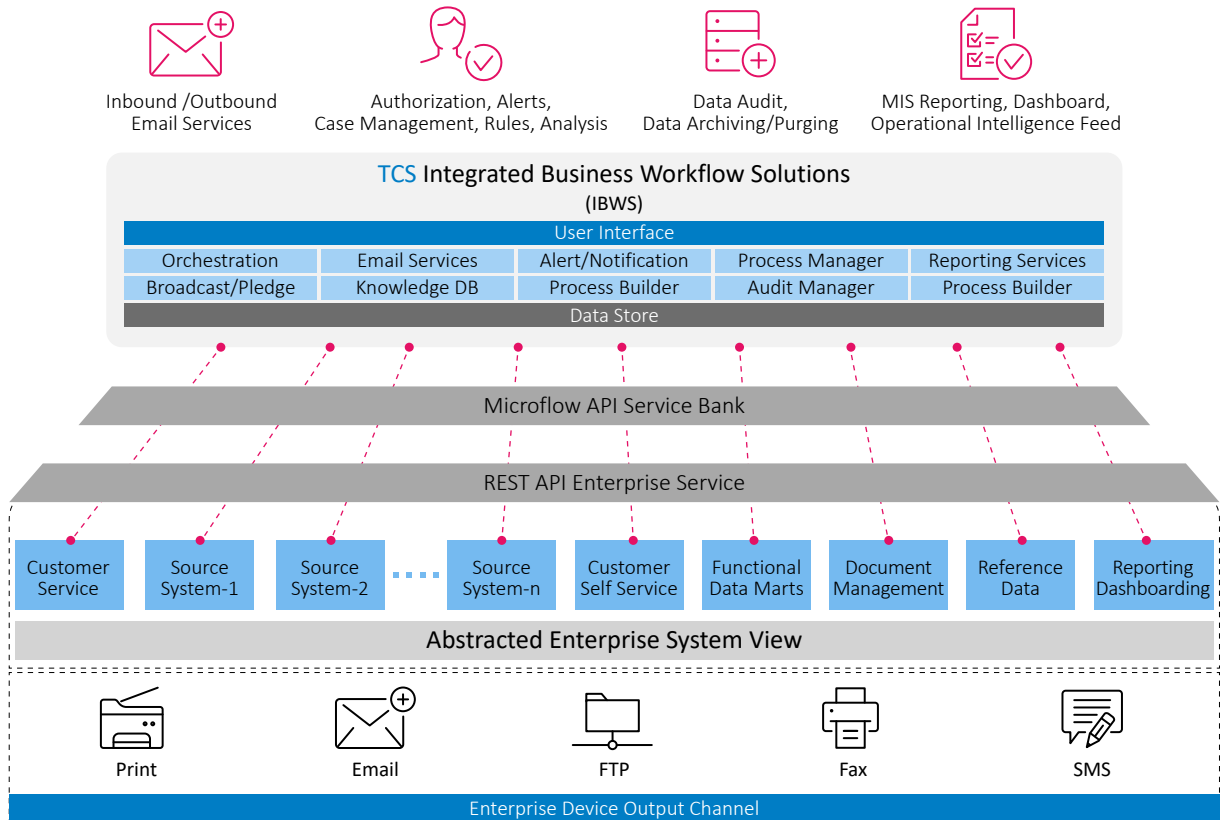 Inbound /Outbound
Email Services
Authorization, Alerts,
Case Management, Rules, Analysis
Data Audit,
Data Archiving/Purging
MIS Reporting, Dashboard,
Operational Intelligence Feed
TCS Integrated Business Workflow Solutions
(IBWS)
User Interface
Orchestration
Email Services
Alert/Notification
Process Manager
Reporting Services
Broadcast/Pledge
Knowledge DB
Process Builder
Audit Manager
Process Builder
Data Store
Microflow API Service Bank
REST API Enterprise Service
Customer
Service
Source
System-1
Source
System-2
Source
System-n
Customer
Self Service
Functional
Data Marts
Document
Management
Reference
Data
Reporting
Dashboarding
Abstracted Enterprise System View
Print
Email
FTP
Fax
SMS
Enterprise Device Output Channel